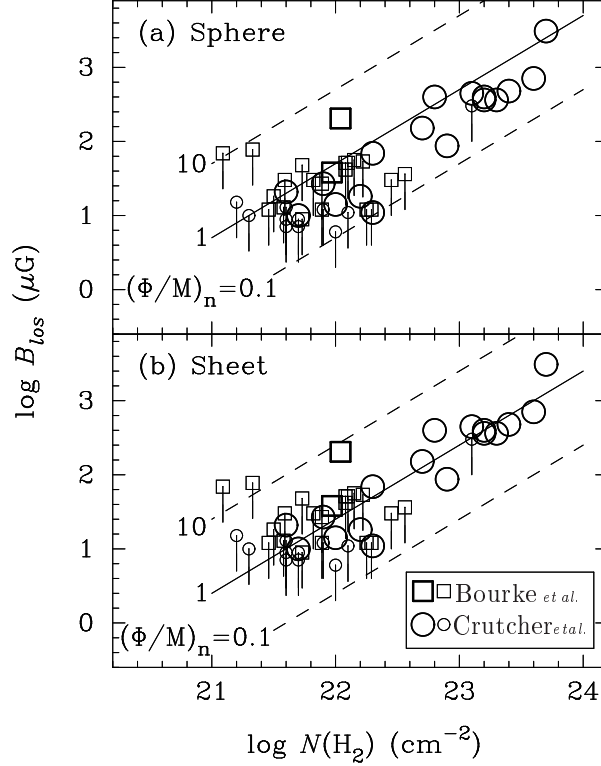 (a) Sphere
3
2
10
1
1
0
(Φ/M)n=0.1
log Blos (μG)
(b) Sheet
3
2
10
1
1
0
(Φ/M)n=0.1
Bourke et al.
Crutcher et al.
21 22 23 24
log N(H2) (cm−2)